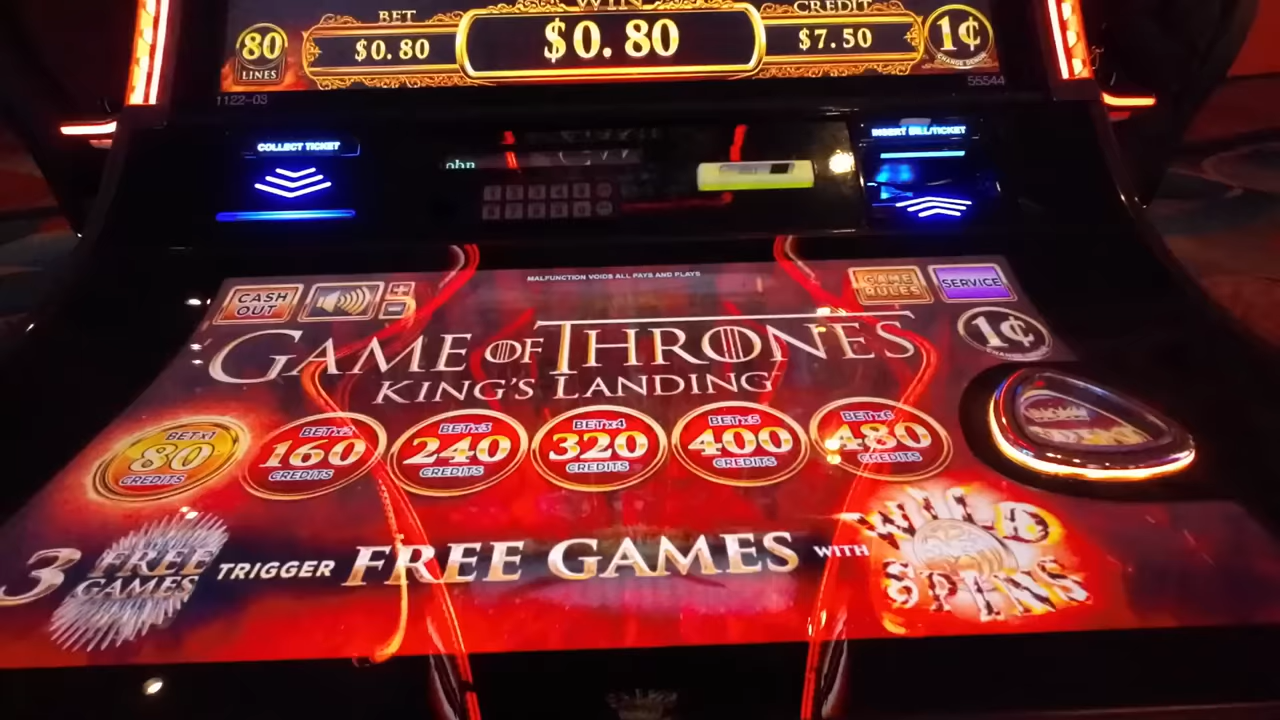 BET
WIN
CREDIT
80
LINES
$0.80
$0.80
$7.50
1¢
CHANGE DENOM
1122-03
55544
COLLECT TICKET
INSERT BILL/TICKET
MALFUNCTION VOIDS ALL PAYS AND PLAYS
CASH
OUT
GAME
RULES
SERVICE
GAME OF THRONES
KING'S LANDING
1¢
BETx1
80
CREDITS
BETx2
160
CREDITS
BETx3
240
CREDITS
BETx4
320
CREDITS
BETx5
400
CREDITS
BETx6
480
CREDITS
3 FREE GAMES TRIGGER FREE GAMES WITH WILD SPINS